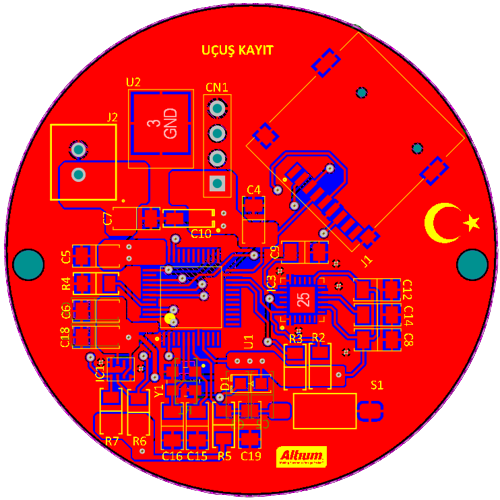 UÇUŞ KAYIT
U2
CN1
J2
3
GND
C4
C7
C10
C5
C9
J1
R4
IC3
C12
25
C6
C14
C18
C8
U1
R3 R2
IC1
Y1
D1
S1
R7 R6
C16 C15 R5 C19
Altium